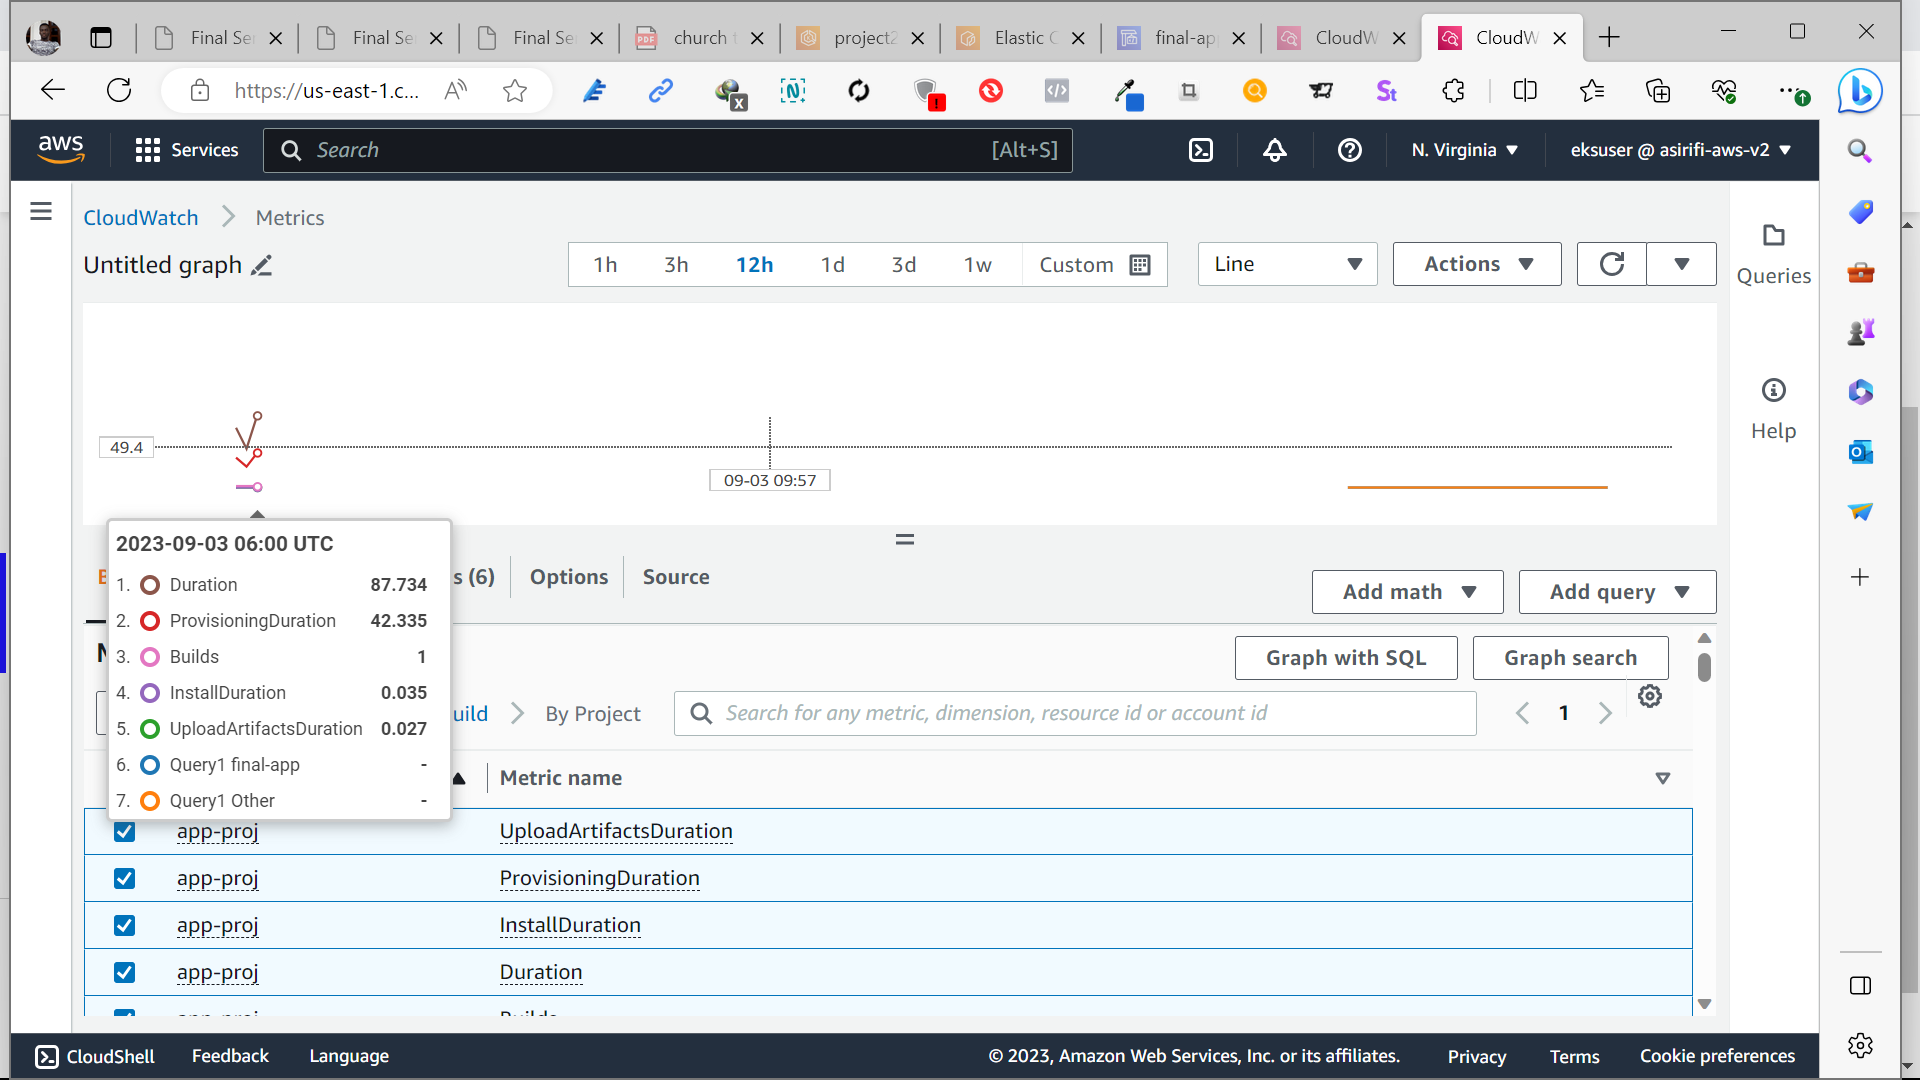 Final Se
Final Se
Final Se
church
project2
Elastic C
final-ap
CloudW
CloudW
https://us-east-1.c...
aws
Services
Search
[Alt+S]
N. Virginia
eksuser @ asirifi-aws-v2
CloudWatch
Metrics
Untitled graph
1h
3h
12h
1d
3d
1w
Custom
Line
Actions
Queries
Help
49.4
09-03 09:57
2023-09-03 06:00 UTC
1. Duration 87.734
2. ProvisioningDuration 42.335
3. Builds 1
4. InstallDuration 0.035
5. UploadArtifactsDuration 0.027
6. Query1 final-app -
7. Query1 Other -
s (6)
Options
Source
Add math
Add query
Graph with SQL
Graph search
uild
By Project
Search for any metric, dimension, resource id or account id
1
Metric name
app-proj UploadArtifactsDuration
app-proj ProvisioningDuration
app-proj InstallDuration
app-proj Duration
CloudShell
Feedback
Language
© 2023, Amazon Web Services, Inc. or its affiliates.
Privacy
Terms
Cookie preferences